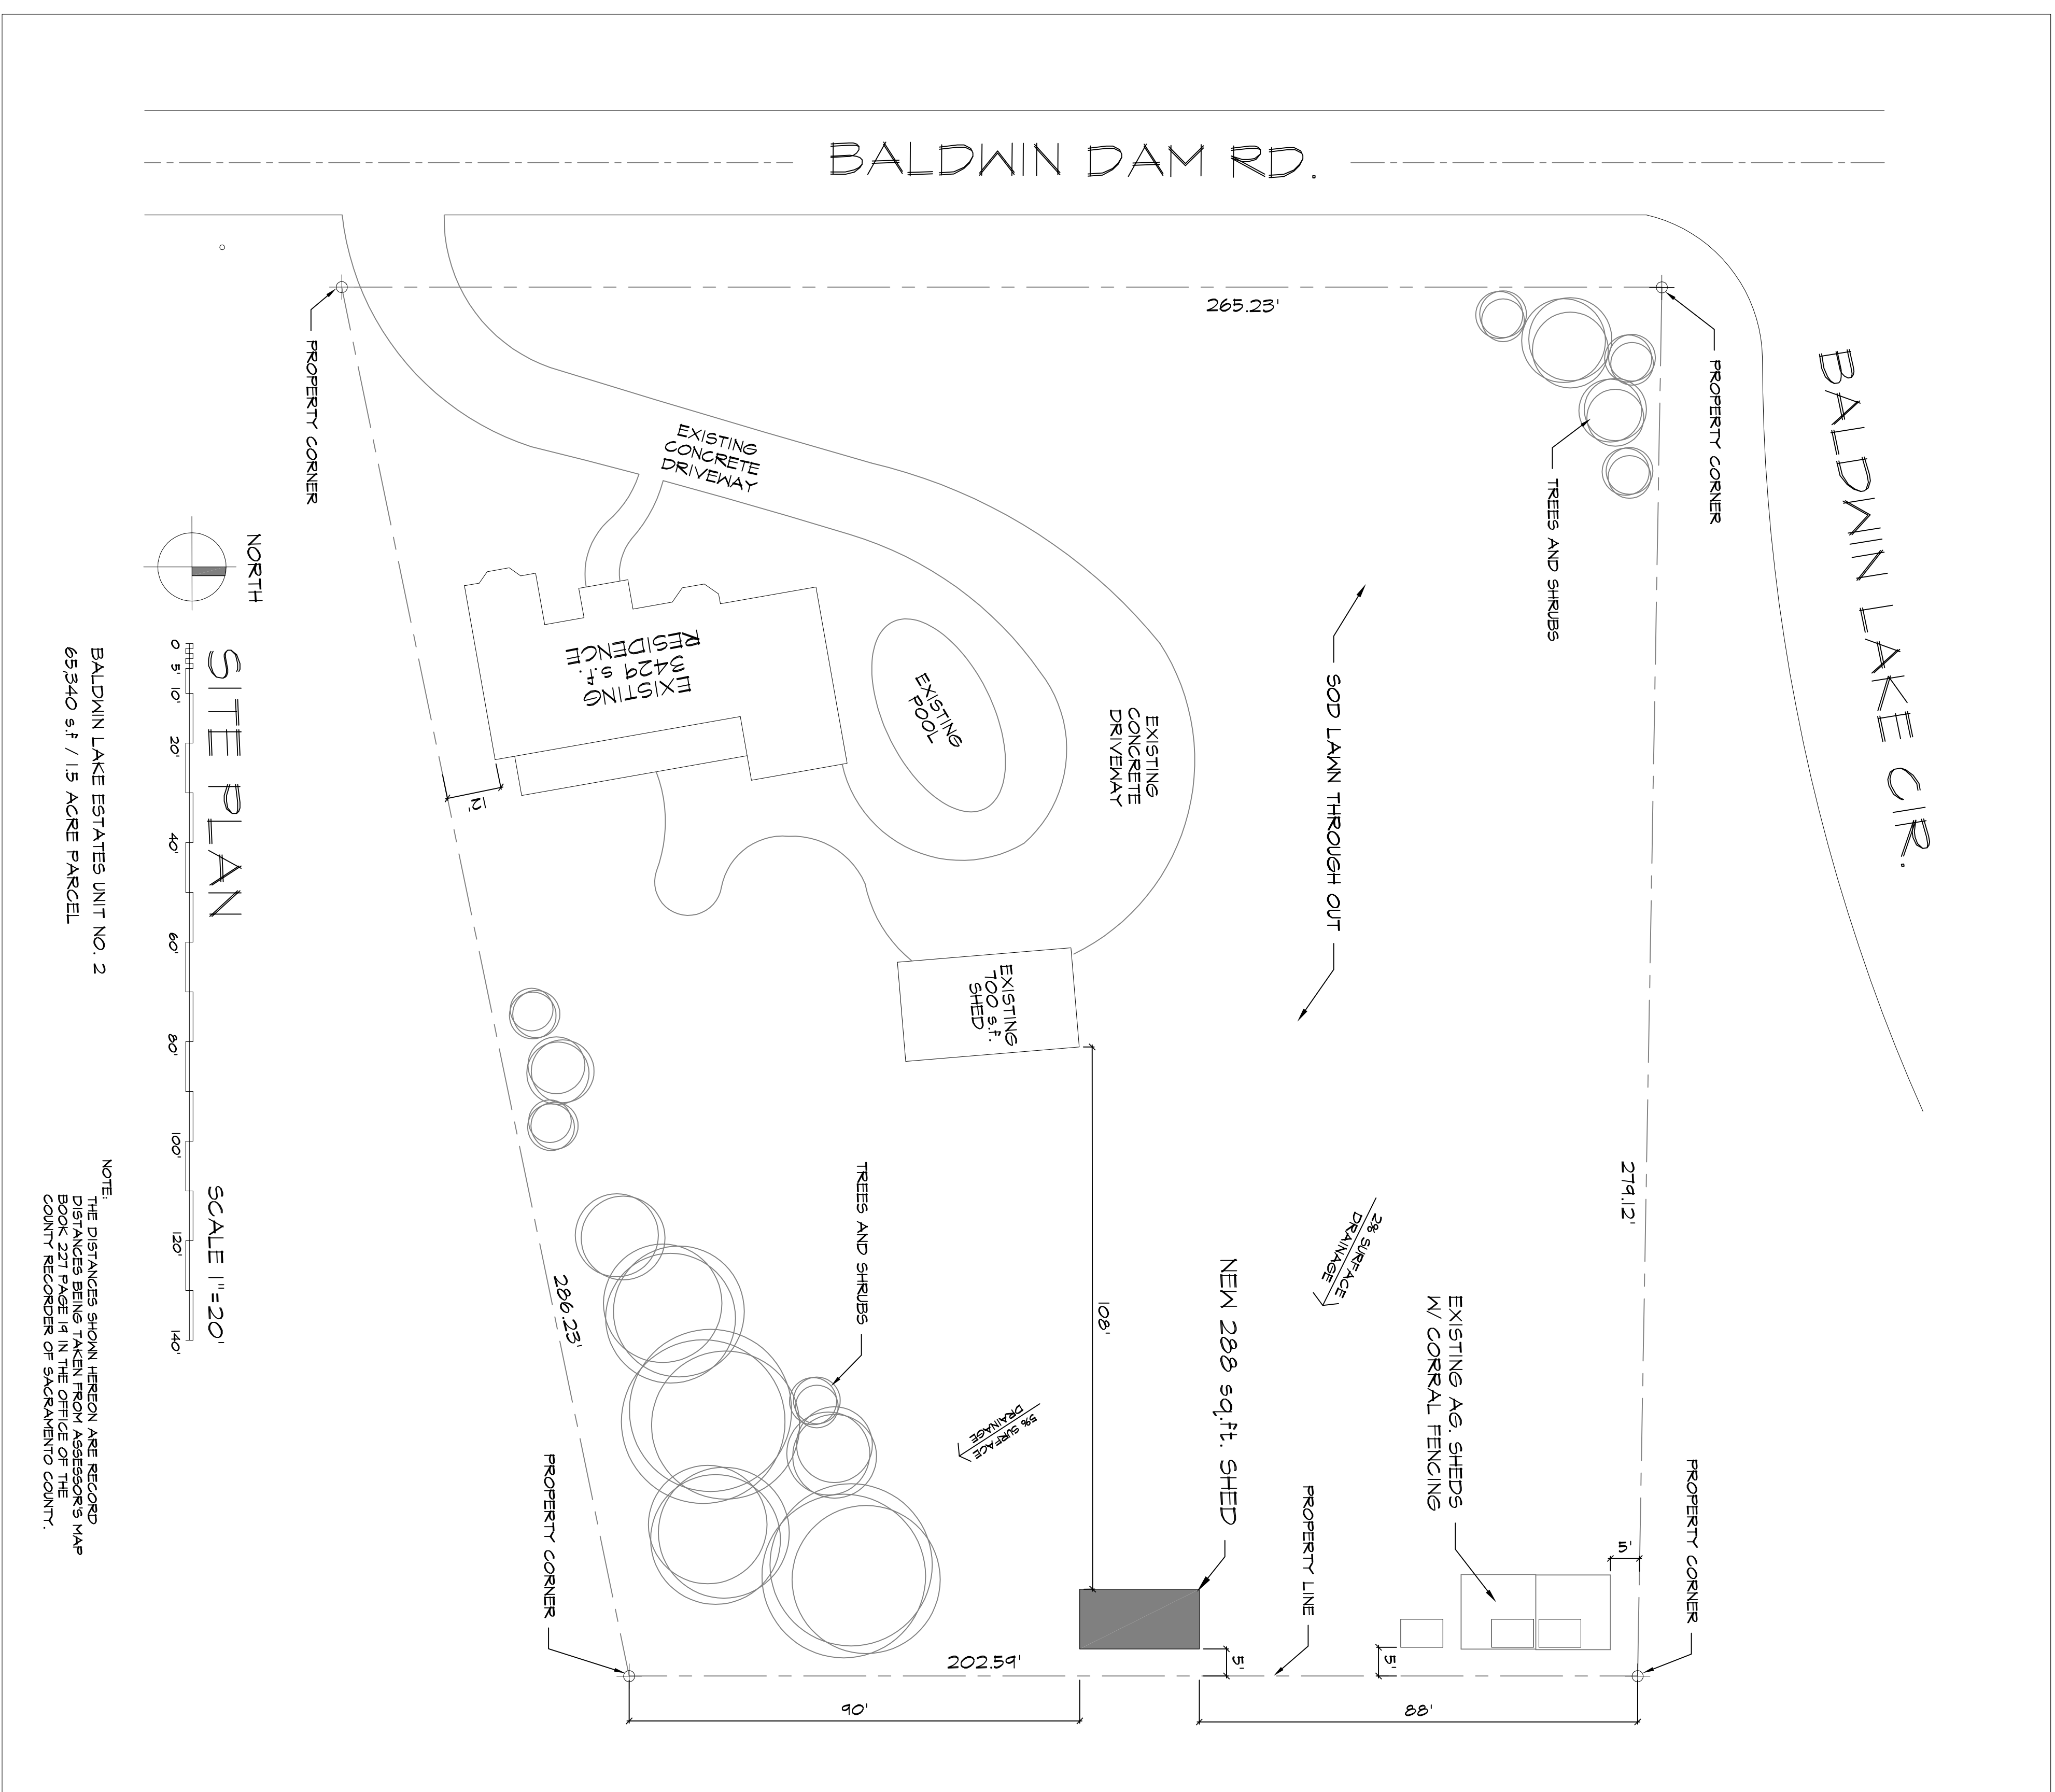 BALDWIN DAM RD.
265.23'
PROPERTY CORNER
PROPERTY CORNER
BALDWIN LAKE CIR.
TREES AND SHRUBS
EXISTING
CONCRETE
DRIVEWAY
NORTH
EXISTING
3429 s.f.
RESIDENCE
EXISTING
POOL
EXISTING
CONCRETE
DRIVEWAY
SOD LAWN THROUGH OUT
12'
SITE PLAN
SCALE 1"=20'
0
5'
10'
20'
40'
60'
80'
100'
120'
140'
BALDWIN LAKE ESTATES UNIT NO. 2
65,340 s.f / 1.5 ACRE PARCEL
EXISTING
700 s.f.
SHED
NOTE:
THE DISTANCES SHOWN HEREON ARE RECORD
DISTANCES BEING TAKEN FROM ASSESSOR'S MAP
BOOK 227 PAGE 19 IN THE OFFICE OF THE
COUNTY RECORDER OF SACRAMENTO COUNTY.
TREES AND SHRUBS
286.23'
279.12'
108'
2% SURFACE
DRAINAGE
5% SURFACE
DRAINAGE
NEW 288 sq.ft. SHED
EXISTING AG. SHEDS
W/ CORRAL FENCING
PROPERTY CORNER
PROPERTY LINE
PROPERTY CORNER
5'
5'
5'
202.59'
90'
88'